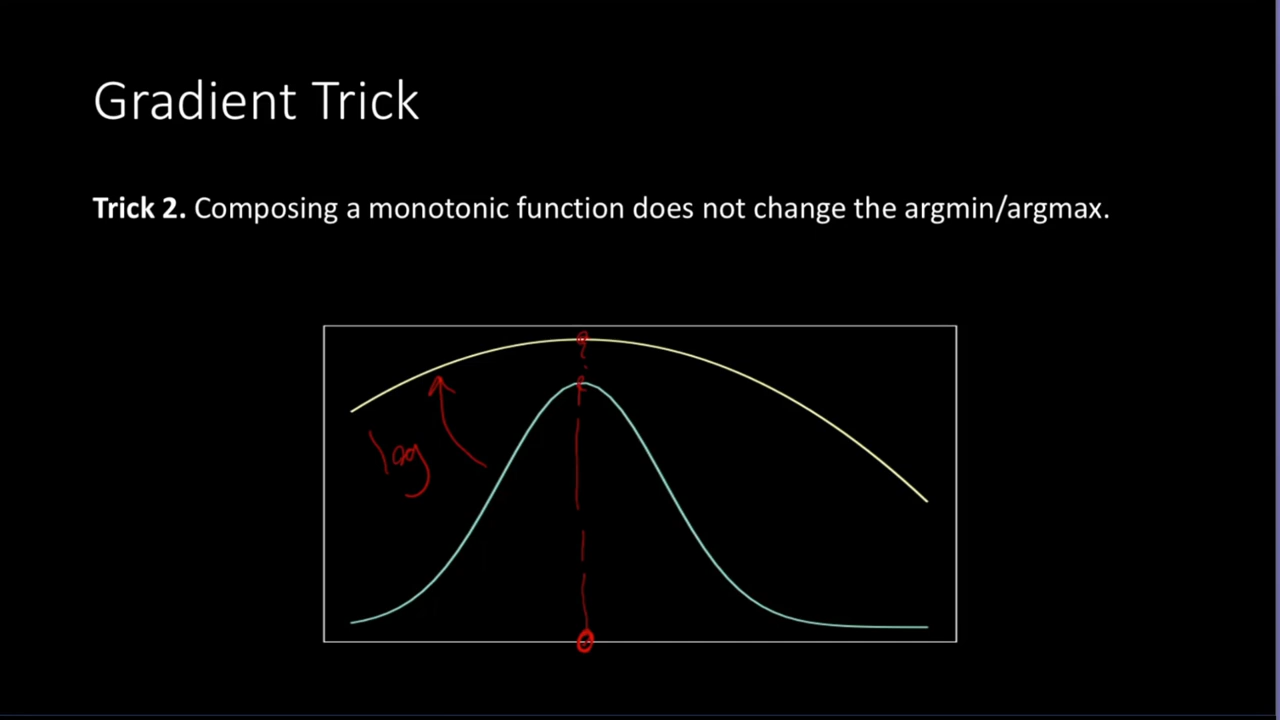 Gradient Trick
Trick 2. Composing a monotonic function does not change the argmin/argmax.
log